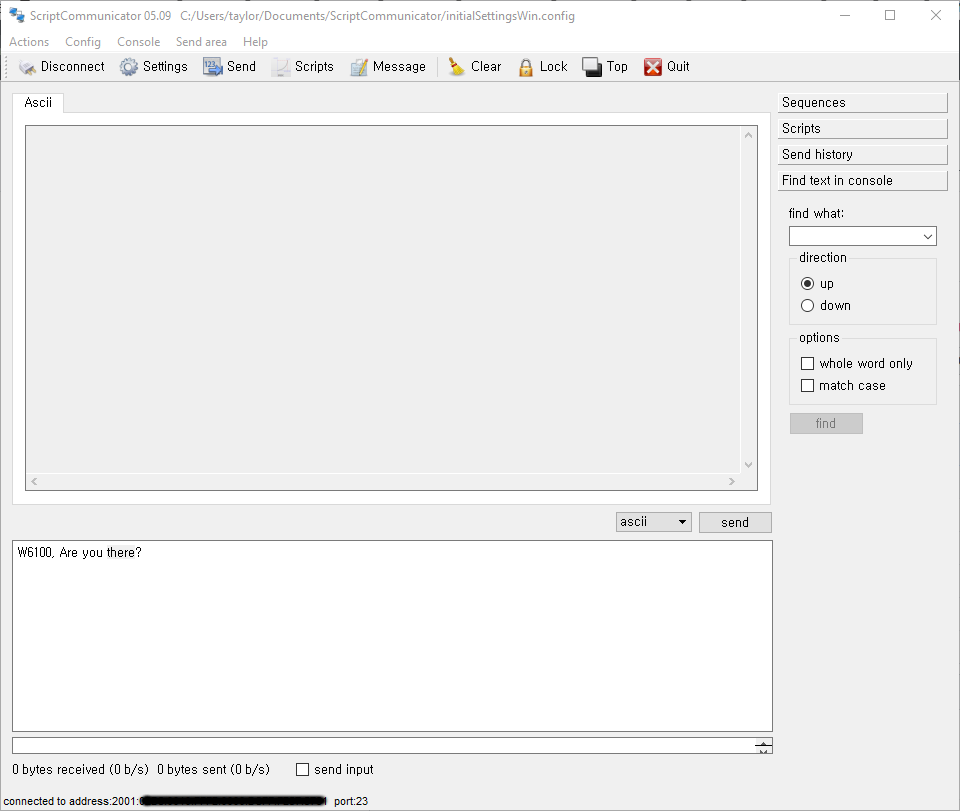 ScriptCommunicator 05.09 C:/Users/taylor/Documents/ScriptCommunicator/initialSettingsWin.config
Actions Config Console Send area Help
Disconnect Settings Send Scripts Message Clear Lock Top Quit
Ascii
Sequences
Scripts
Send history
Find text in console
find what:
direction
up
down
options
whole word only
match case
find
ascii send
W6100, Are you there?
0 bytes received (0 b/s) 0 bytes sent (0 b/s) send input
connected to address:2001: port:23